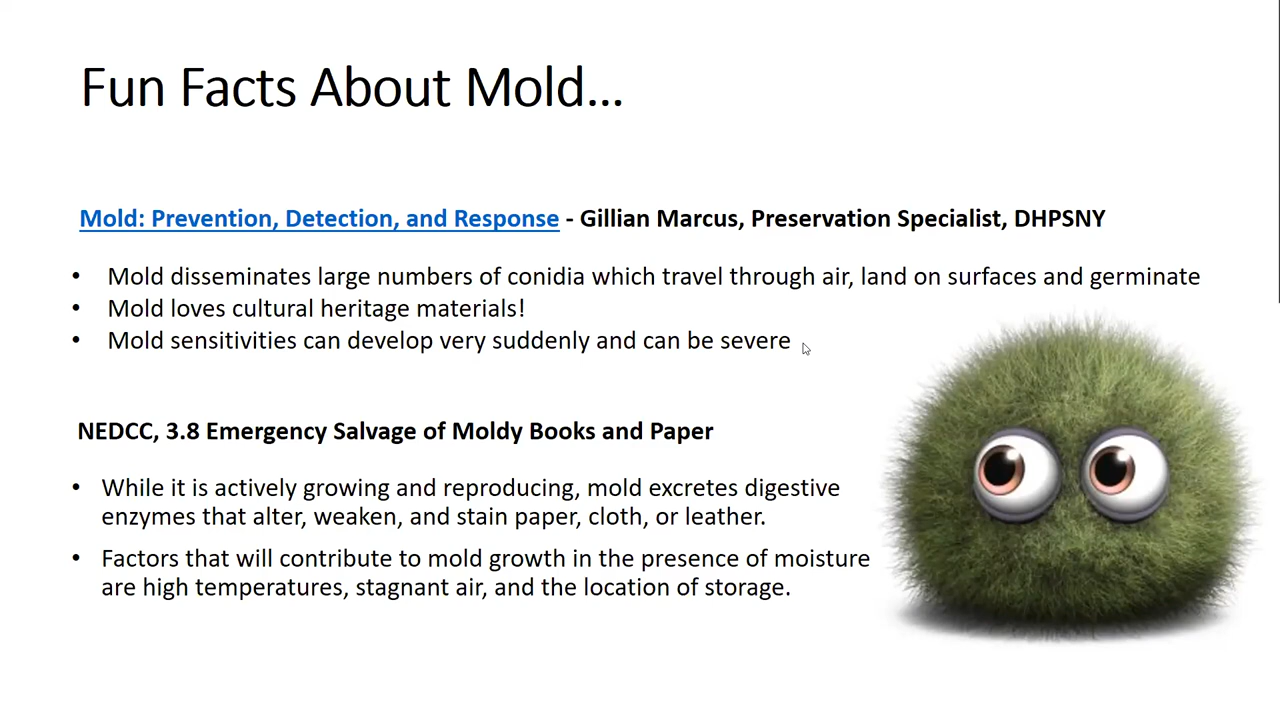 Fun Facts About Mold...
Mold: Prevention, Detection, and Response - Gillian Marcus, Preservation Specialist, DHPSNY
• Mold disseminates large numbers of conidia which travel through air, land on surfaces and germinate
• Mold loves cultural heritage materials!
• Mold sensitivities can develop very suddenly and can be severe
NEDCC, 3.8 Emergency Salvage of Moldy Books and Paper
• While it is actively growing and reproducing, mold excretes digestive
enzymes that alter, weaken, and stain paper, cloth, or leather.
• Factors that will contribute to mold growth in the presence of moisture
are high temperatures, stagnant air, and the location of storage.